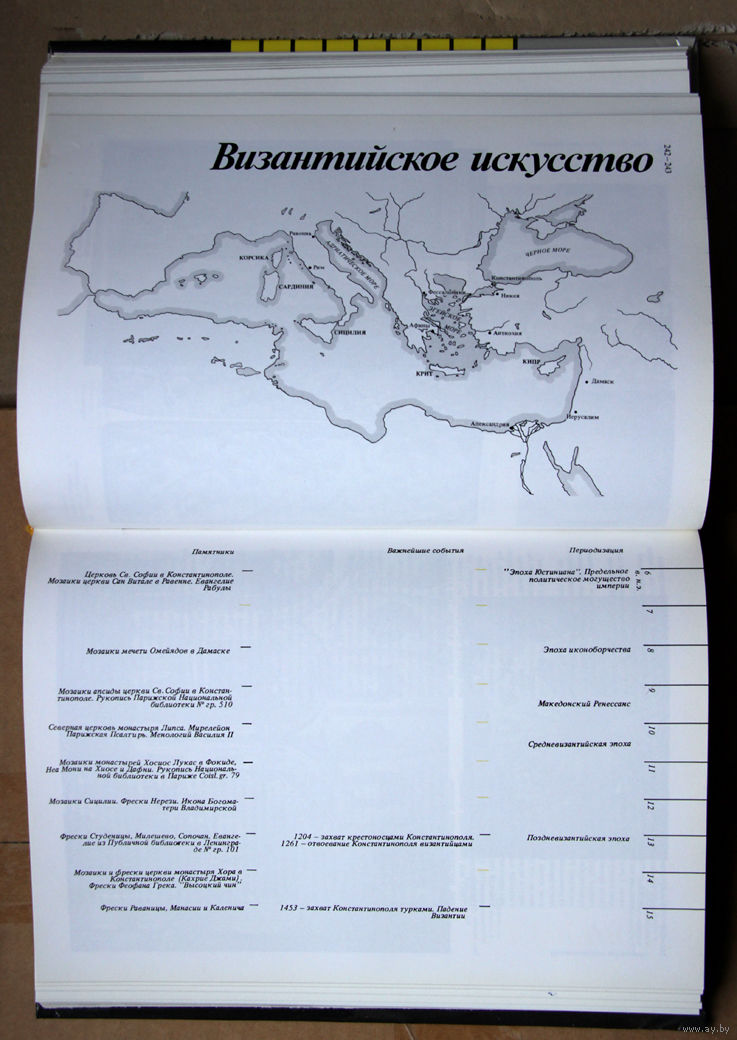 Византийское искусство
242–243
Равенна
КОРСИКА
Рим
САРДИНИЯ
АДРИАТИЧЕСКОЕ МОРЕ
СИЦИЛИЯ
ЧЕРНОЕ МОРЕ
Константинополь
Фессалоники
Никея
ЭГЕЙСКОЕ
МОРЕ
Афины
Антиохия
КРИТ
КИПР
Дамаск
Иерусалим
Александрия
Памятники
Важнейшие события
Периодизация
Церковь Св. Софии в Константинополе.
Мозаики церкви Сан Витале в Равенне. Евангелие
Рабулы
"Эпоха Юстиниана". Предельное
политическое могущество
империи
6
в. н.э.
7
Мозаики мечети Омейядов в Дамаске
Эпоха иконоборчества
8
Мозаики апсиды церкви Св. Софии в Констан-
тинополе. Рукопись Парижской Национальной
библиотеки № гр. 510
Македонский Ренессанс
9
Северная церковь монастыря Липса. Мирелейон
Парижская Псалтирь. Менологий Василия II
Средневизантийская эпоха
10
Мозаики монастырей Хосиос Лукас в Фокиде,
Неа Мони на Хиосе и Дафни. Рукопись Националь-
ной библиотеки в Париже Coisl. gr. 79
11
Мозаики Сицилии. Фрески Нерези. Икона Богома-
тери Владимирской
12
Фрески Студеницы, Милешево, Сопочан. Еванге-
лие из Публичной библиотеки в Ленингра-
де № гр. 101
1204 – захват крестоносцами Константинополя.
1261 – отвоевание Константинополя византийцами
Поздневизантийская эпоха
13
Мозаики и фрески церкви монастыря Хора в
Константинополе (Кахрие Джами).
Фрески Феофана Грека. "Высоцкий чин"
14
Фрески Раваницы, Манасии и Каленича
1453 – захват Константинополя турками. Падение
Византии
15
www.ay.by